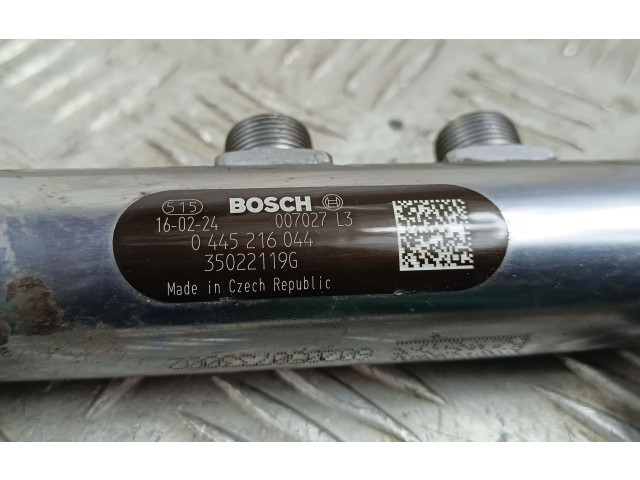 515 BOSCH
16-02-24 007027 L3
0 445 216 044
35022119G
Made in Czech Republic